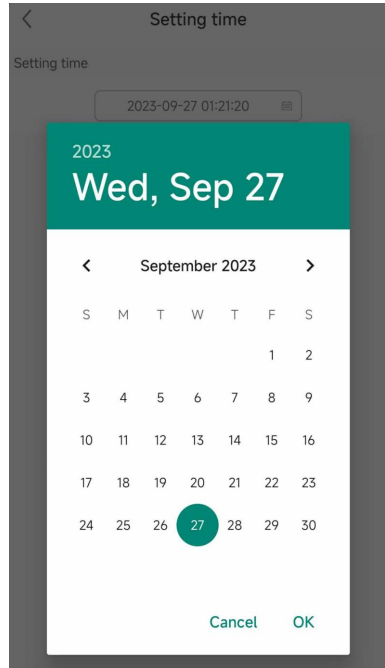 Setting time
Setting time
2023-09-27 01:21:20
2023
Wed, Sep 27
September 2023
S M T W T F S
1 2
3 4 5 6 7 8 9
10 11 12 13 14 15 16
17 18 19 20 21 22 23
24 25 26 27 28 29 30
Cancel OK